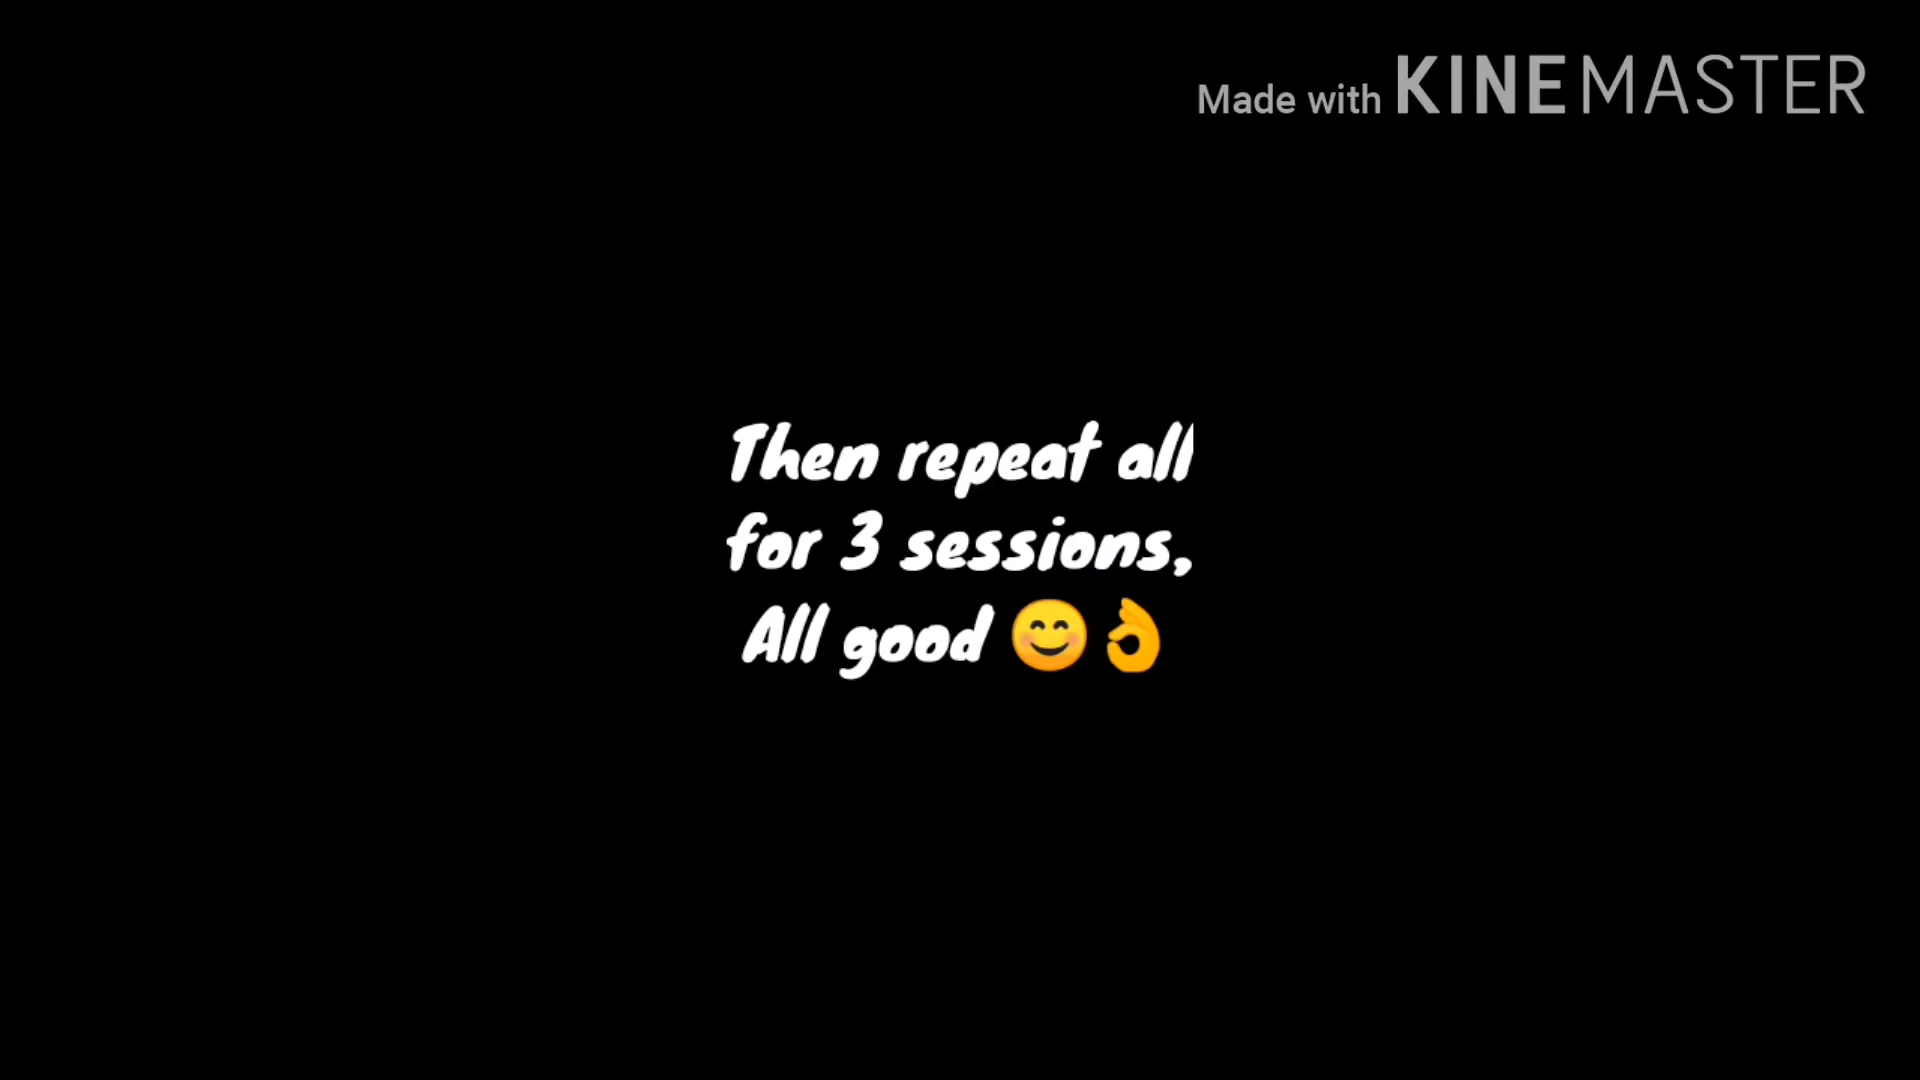 Made with KINEMASTER
Then repeat all
for 3 sessions,
All good 😊👌